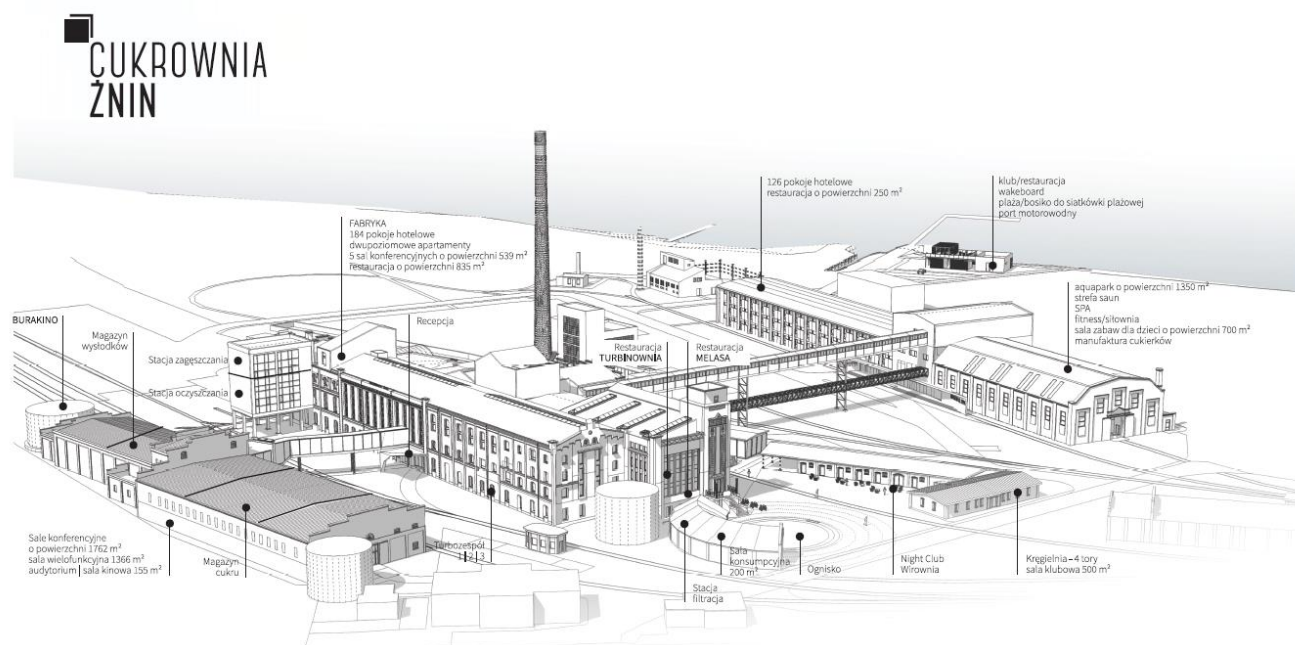 CUKROWNIA
ŻNIN
126 pokoje hotelowe
restauracja o powierzchni 250 m²
klub/restauracja
wakeboard
plaża/bosiko do siatkówki plażowej
port motorowodny
FABRYKA
184 pokoje hotelowe
dwupoziomowe apartamenty
5 sal konferencyjnych o powierzchni 539 m²
restauracja o powierzchni 835 m²
aquapark o powierzchni 1350 m²
strefa saun
SPA
fitness/siłownia
sala zabaw dla dzieci o powierzchni 700 m²
manufaktura cukierków
BURAKINO
Magazyn
wysłodków
Recepcja
Stacja zagęszczania
Stacja oczyszczania
Restauracja
TURBINOWNIA
Restauracja
MELASA
Sale konferencyjne
o powierzchni 1762 m²
sala wielofunkcyjna 1366 m²
audytorium | sala kinowa 155 m²
Magazyn
cukru
Turbozespół
1|2|3
Stacja
filtracja
Sala
konsumpcyjna
200 m²
Ognisko
Night Club
Wirownia
Kręgielnia – 4 tory
sala klubowa 500 m²